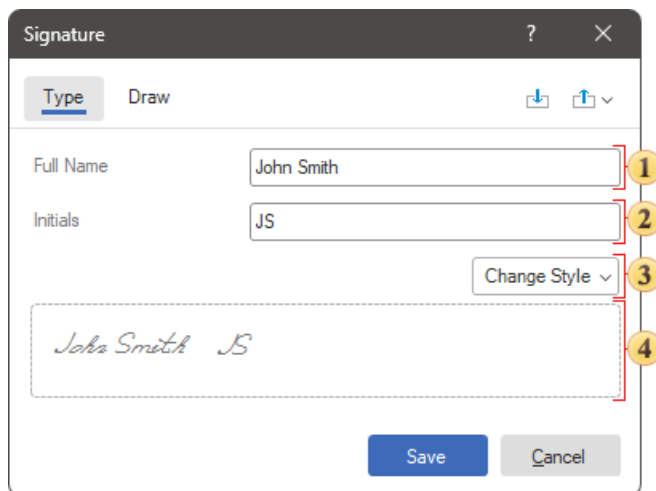 Signature ?
Type Draw
Full Name John Smith 1
Initials JS 2
Change Style 3
John Smith JS 4
Save Cancel